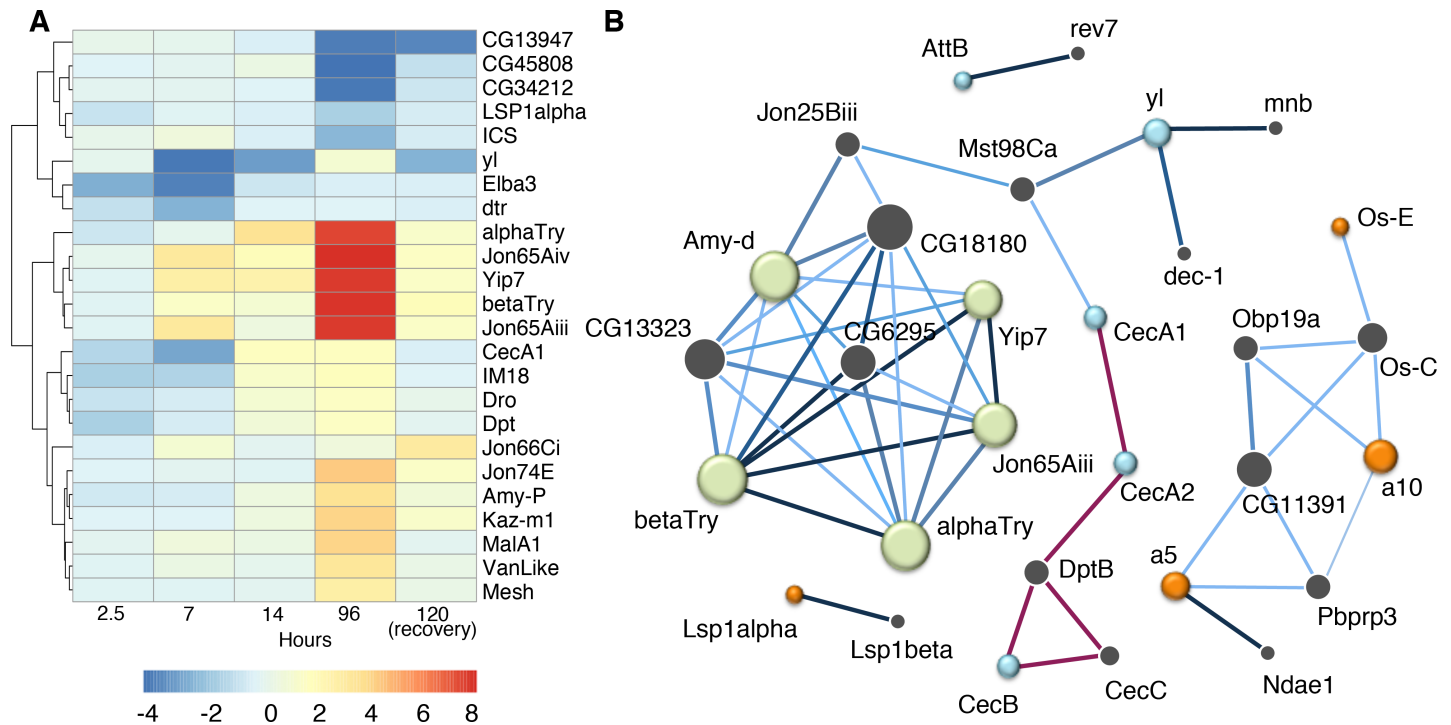 A
CG13947
CG45808
CG34212
LSP1alpha
ICS
yl
Elba3
dtr
alphaTry
Jon65Aiv
Yip7
betaTry
Jon65Aiii
CecA1
IM18
Dro
Dpt
Jon66Ci
Jon74E
Amy-P
Kaz-m1
MalA1
VanLike
Mesh
2.5 7 14 96 120
(recovery)
Hours
-4 -2 0 2 4 6 8
B
rev7
AttB
yl
mnb
Jon25Biii
Mst98Ca
Os-E
Amy-d
CG18180
dec-1
CG13323
CG6295
Yip7
CecA1
Obp19a
Os-C
Jon65Aiii
CecA2
a10
CG11391
betaTry
alphaTry
a5
DptB
Pbprp3
Lsp1alpha
Lsp1beta
CecB
CecC
Ndae1